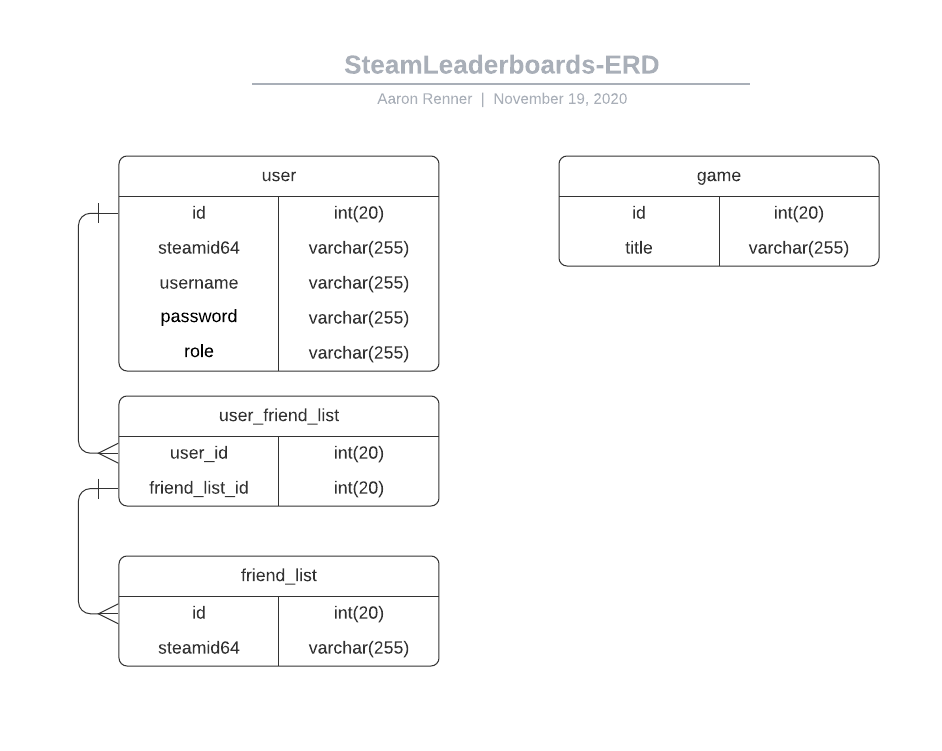 SteamLeaderboards-ERD
Aaron Renner | November 19, 2020
user
id int(20)
steamid64 varchar(255)
username varchar(255)
password varchar(255)
role varchar(255)
game
id int(20)
title varchar(255)
user_friend_list
user_id int(20)
friend_list_id int(20)
friend_list
id int(20)
steamid64 varchar(255)